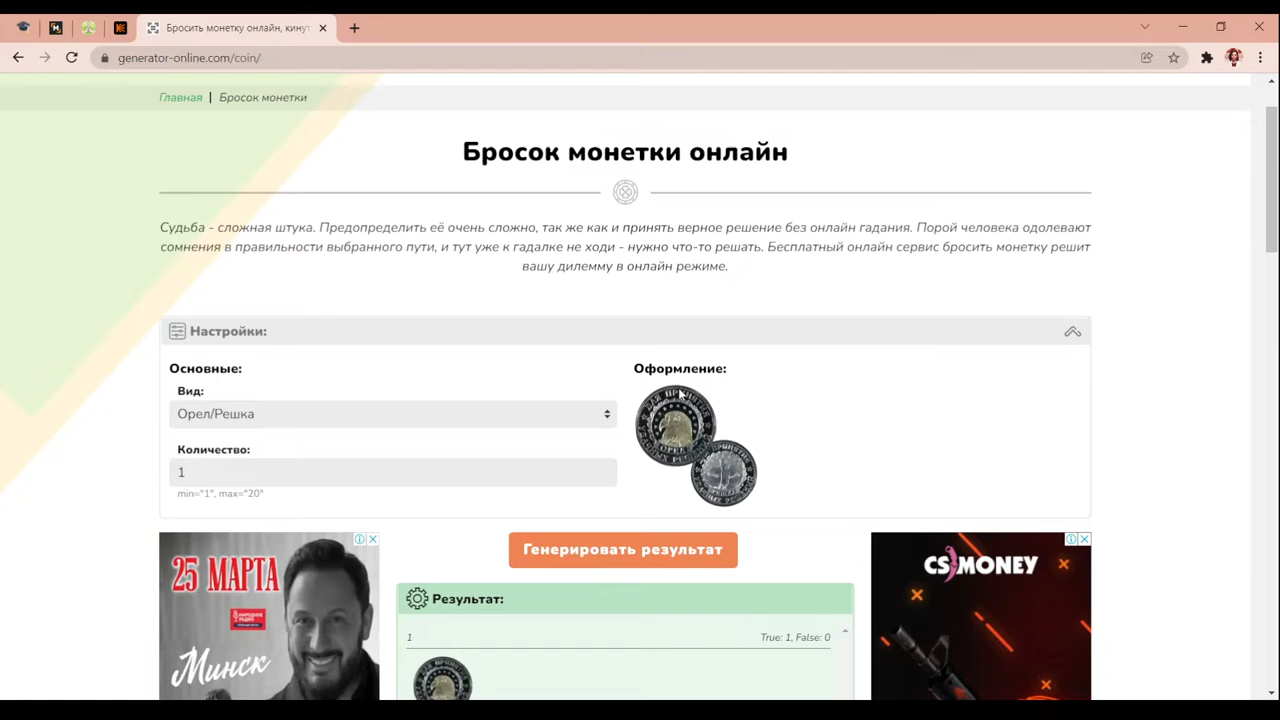 Бросить монетку онлайн, кинут
generator-online.com/coin/
Главная | Бросок монетки
Бросок монетки онлайн
Судьба - сложная штука. Предопределить её очень сложно, так же как и принять верное решение без онлайн гадания. Порой человека одолевают
сомнения в правильности выбранного пути, и тут уже к гадалке не ходи - нужно что-то решать. Бесплатный онлайн сервис бросить монетку решит
вашу дилемму в онлайн режиме.
Настройки:
Основные:
Вид:
Орел/Решка
Количество:
1
min="1", max="20"
Оформление:
ОРЕЛ
25 МАРТА
НАРОДНОЕ
РАДИО
Минск
Генерировать результат
Результат:
1
True: 1, False: 0
CS MONEY